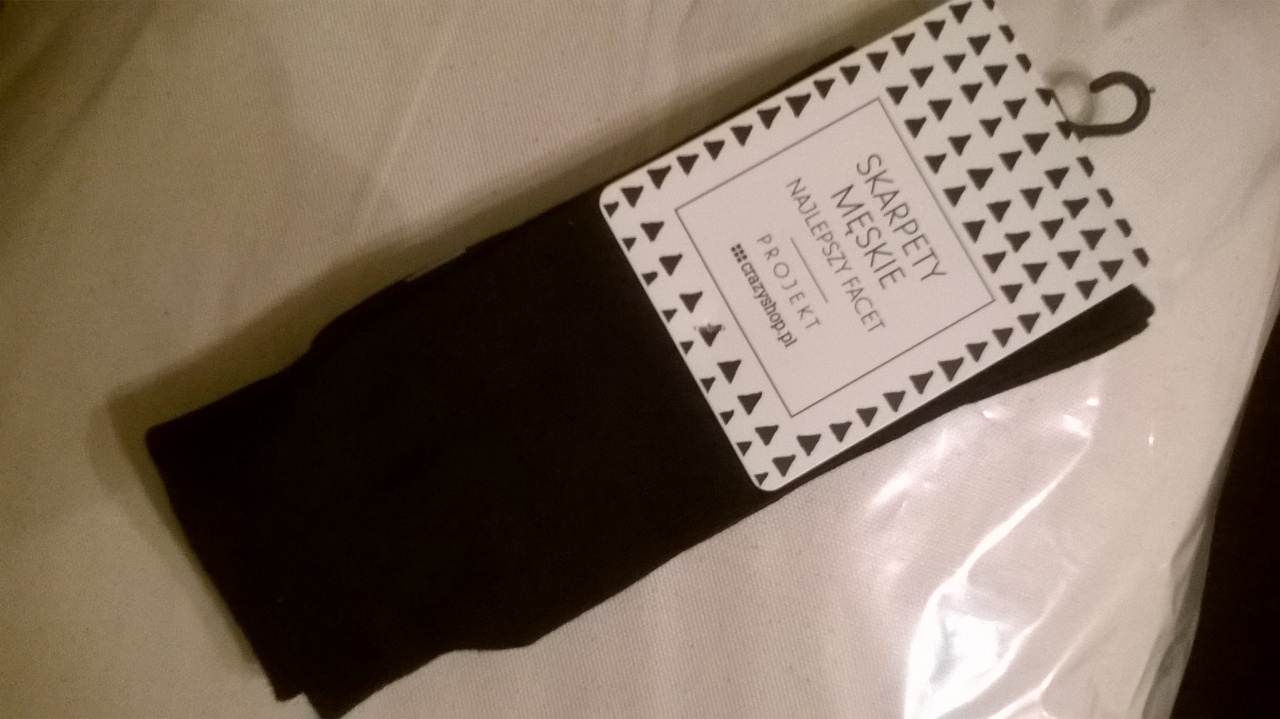 SKARPETY
MĘSKIE
NAJLEPSZY FACET
PROJEKT
crazyshop.pl